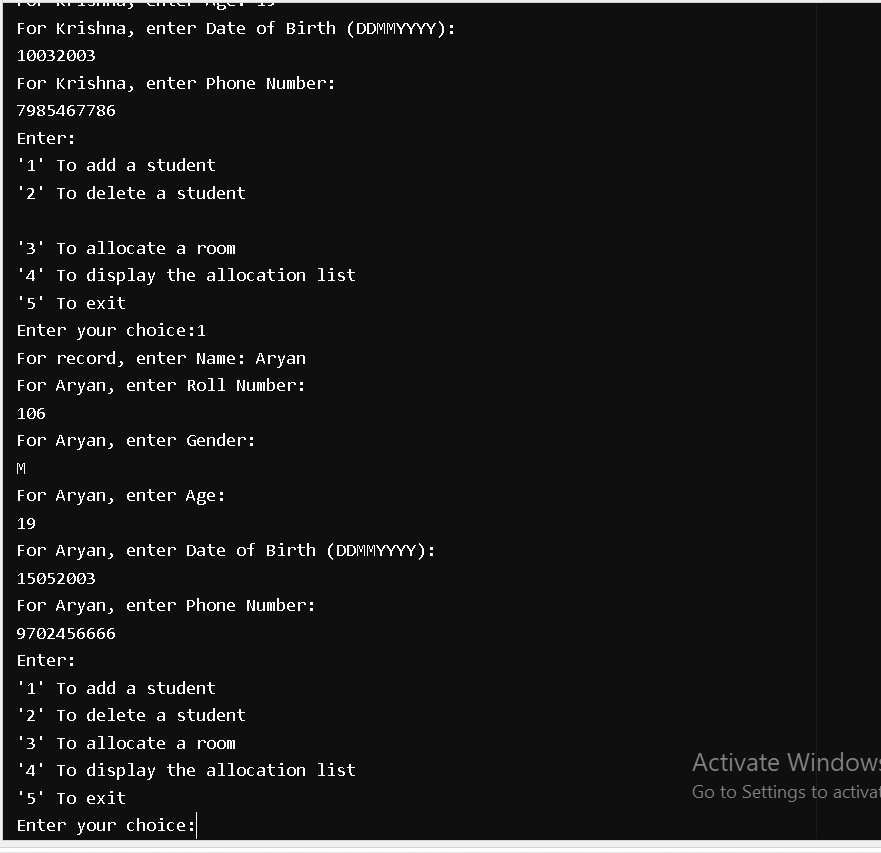 For Krishna, enter Age: 19
For Krishna, enter Date of Birth (DDMMYYYY):
10032003
For Krishna, enter Phone Number:
7985467786
Enter:
'1' To add a student
'2' To delete a student
'3' To allocate a room
'4' To display the allocation list
'5' To exit
Enter your choice:1
For record, enter Name: Aryan
For Aryan, enter Roll Number:
106
For Aryan, enter Gender:
M
For Aryan, enter Age:
19
For Aryan, enter Date of Birth (DDMMYYYY):
15052003
For Aryan, enter Phone Number:
9702456666
Enter:
'1' To add a student
'2' To delete a student
'3' To allocate a room
'4' To display the allocation list
'5' To exit
Enter your choice:
Activate Windows
Go to Settings to activat